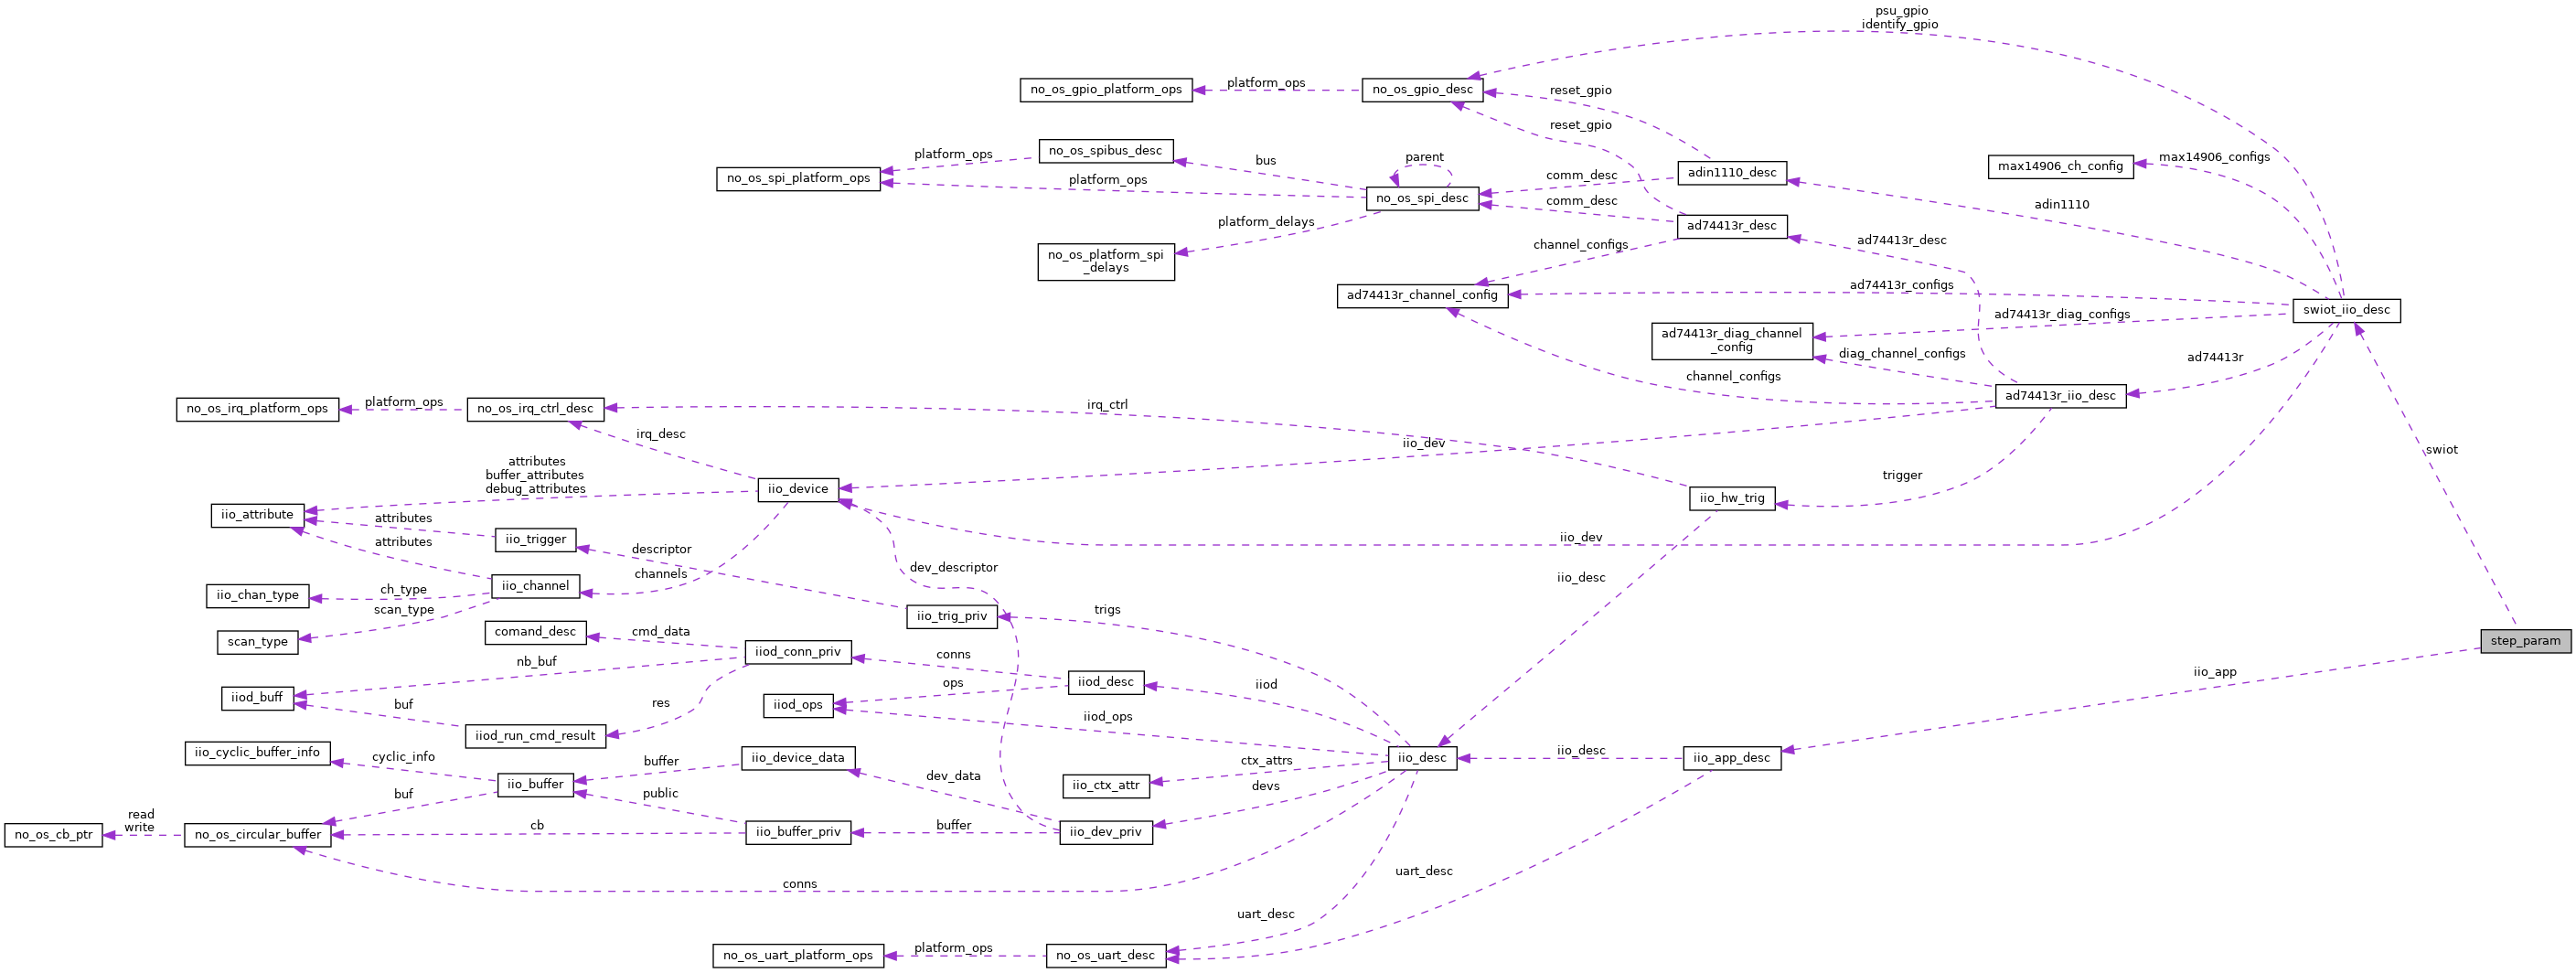 psu_gpio
identify_gpio
platform_ops
no_os_gpio_platform_ops
no_os_gpio_desc
reset_gpio
reset_gpio
no_os_spibus_desc
platform_ops
bus
parent
max14906_ch_config
max14906_configs
no_os_spi_platform_ops
platform_ops
no_os_spi_desc
comm_desc
comm_desc
adin1110_desc
adin1110
platform_delays
ad74413r_desc
ad74413r_desc
no_os_platform_spi
_delays
channel_configs
ad74413r_channel_config
ad74413r_configs
swiot_iio_desc
ad74413r_diag_configs
ad74413r_diag_channel
_config
diag_channel_configs
ad74413r
channel_configs
ad74413r_iio_desc
no_os_irq_platform_ops
platform_ops
no_os_irq_ctrl_desc
irq_ctrl
irq_desc
iio_dev
swiot
attributes
buffer_attributes
debug_attributes
iio_device
trigger
iio_hw_trig
iio_attribute
attributes
iio_trigger
attributes
descriptor
iio_dev
dev_descriptor
channels
iio_channel
iio_desc
iio_chan_type
ch_type
scan_type
iio_trig_priv
trigs
scan_type
comand_desc
cmd_data
iiod_conn_priv
conns
step_param
nb_buf
iiod_desc
iiod
iio_app
ops
iiod_buff
buf
res
iiod_ops
iiod_ops
iiod_run_cmd_result
iio_cyclic_buffer_info
cyclic_info
buffer
iio_device_data
iio_desc
iio_desc
iio_app_desc
ctx_attrs
iio_buffer
dev_data
iio_ctx_attr
devs
buf
public
read
write
no_os_cb_ptr
no_os_circular_buffer
cb
iio_buffer_priv
buffer
iio_dev_priv
conns
uart_desc
uart_desc
no_os_uart_platform_ops
platform_ops
no_os_uart_desc